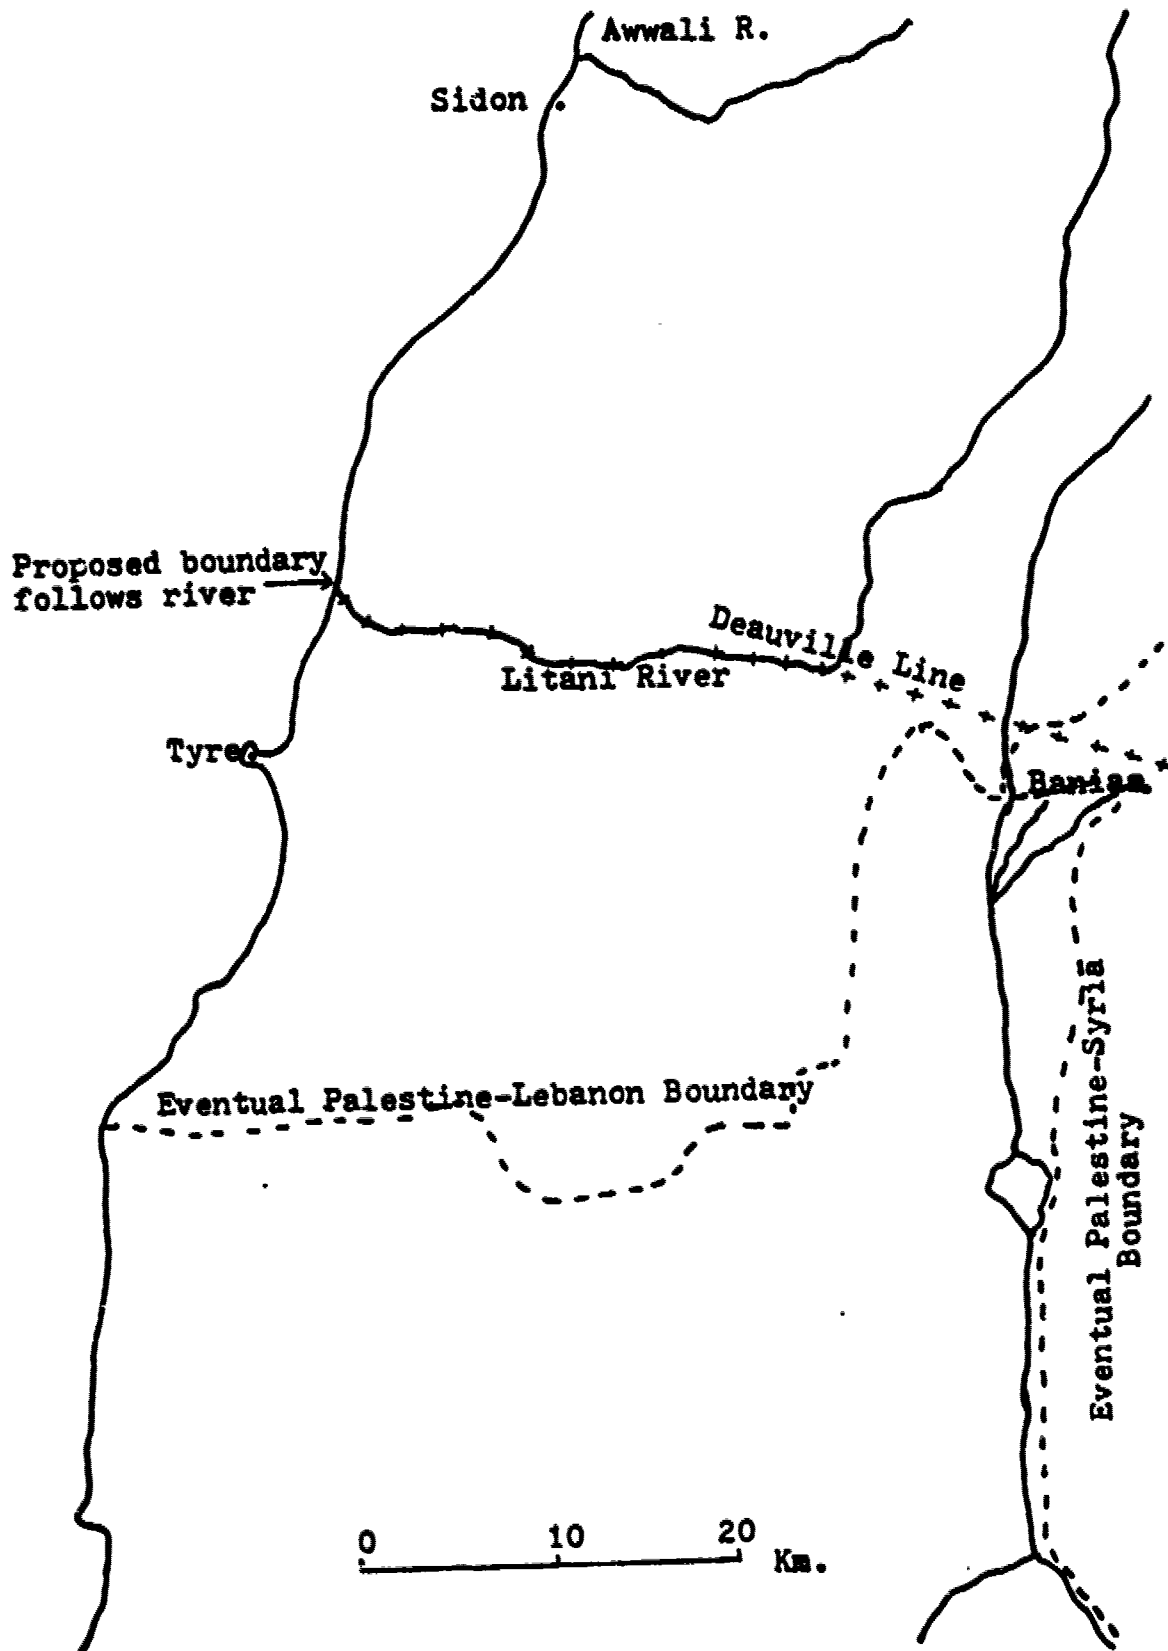 Awwali R.
Sidon
Proposed boundary
follows river
Deauville Line
Litani River
Tyre
Banias
Eventual Palestine-Lebanon Boundary
Eventual Palestine-Syria
Boundary
0 10 20
Km.